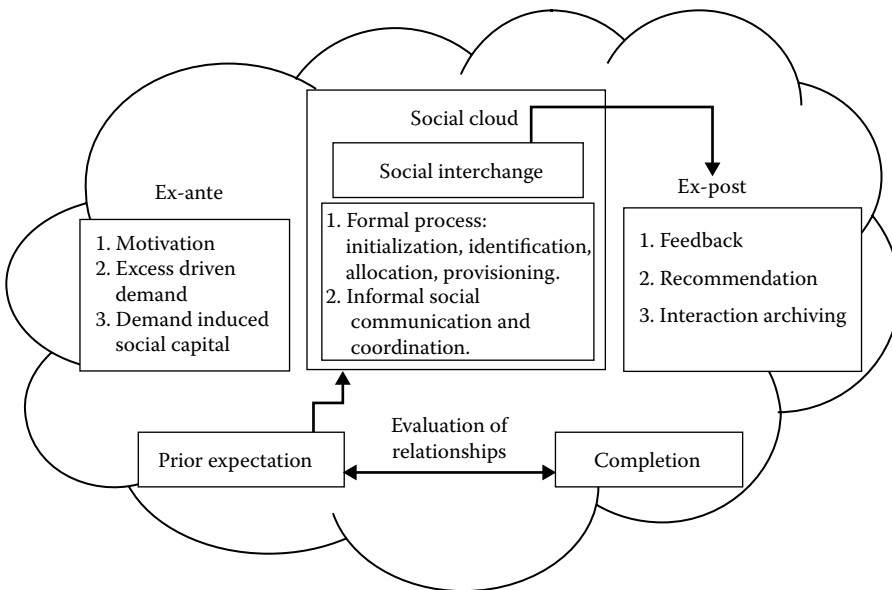 Social cloud
Social interchange
Ex-ante
1. Motivation
2. Excess driven
demand
3. Demand induced
social capital
1. Formal process:
initialization, identification,
allocation, provisioning.
2. Informal social
communication and
coordination.
Ex-post
1. Feedback
2. Recommendation
3. Interaction archiving
Prior expectation
Evaluation of
relationships
Completion